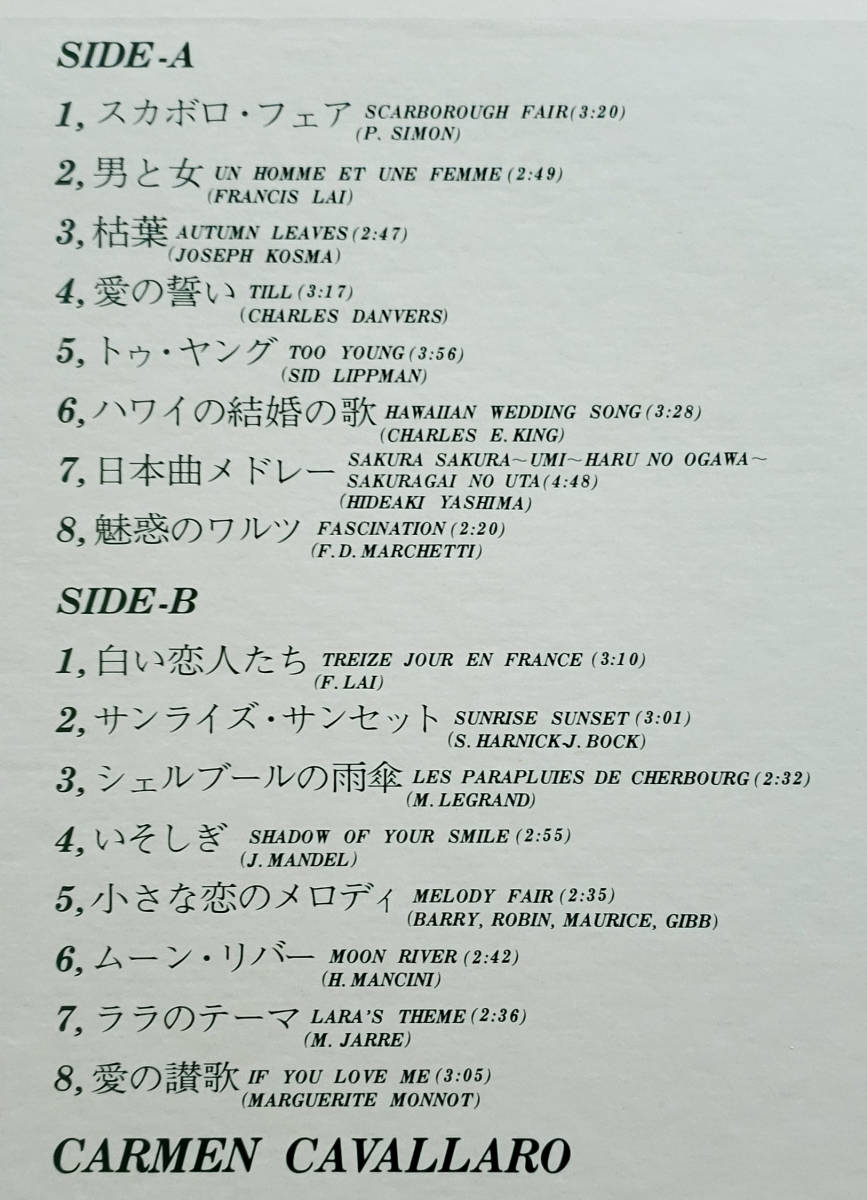 SIDE-A
1, スカボロ・フェア SCARBOROUGH FAIR(3:20)
(P. SIMON)
2, 男と女 UN HOMME ET UNE FEMME(2:49)
(FRANCIS LAI)
3, 枯葉 AUTUMN LEAVES(2:47)
(JOSEPH KOSMA)
4, 愛の誓い TILL(3:17)
(CHARLES DANVERS)
5, トゥ・ヤング TOO YOUNG(3:56)
(SID LIPPMAN)
6, ハワイの結婚の歌 HAWAIIAN WEDDING SONG(3:28)
(CHARLES E. KING)
7, 日本曲メドレー SAKURA SAKURA〜UMI〜HARU NO OGAWA〜
SAKURAGAI NO UTA(4:48)
(HIDEAKI YASHIMA)
8, 魅惑のワルツ FASCINATION(2:20)
(F. D. MARCHETTI)
SIDE-B
1, 白い恋人たち TREIZE JOUR EN FRANCE (3:10)
(F. LAI)
2, サンライズ・サンセット SUNRISE SUNSET(3:01)
(S. HARNICK-J. BOCK)
3, シェルブールの雨傘 LES PARAPLUIES DE CHERBOURG(2:32)
(M. LEGRAND)
4, いそしぎ SHADOW OF YOUR SMILE(2:55)
(J. MANDEL)
5, 小さな恋のメロディ MELODY FAIR(2:35)
(BARRY, ROBIN, MAURICE, GIBB)
6, ムーン・リバー MOON RIVER(2:42)
(H. MANCINI)
7, ララのテーマ LARA'S THEME(2:36)
(M. JARRE)
8, 愛の讃歌 IF YOU LOVE ME(3:05)
(MARGUERITE MONNOT)
CARMEN CAVALLARO